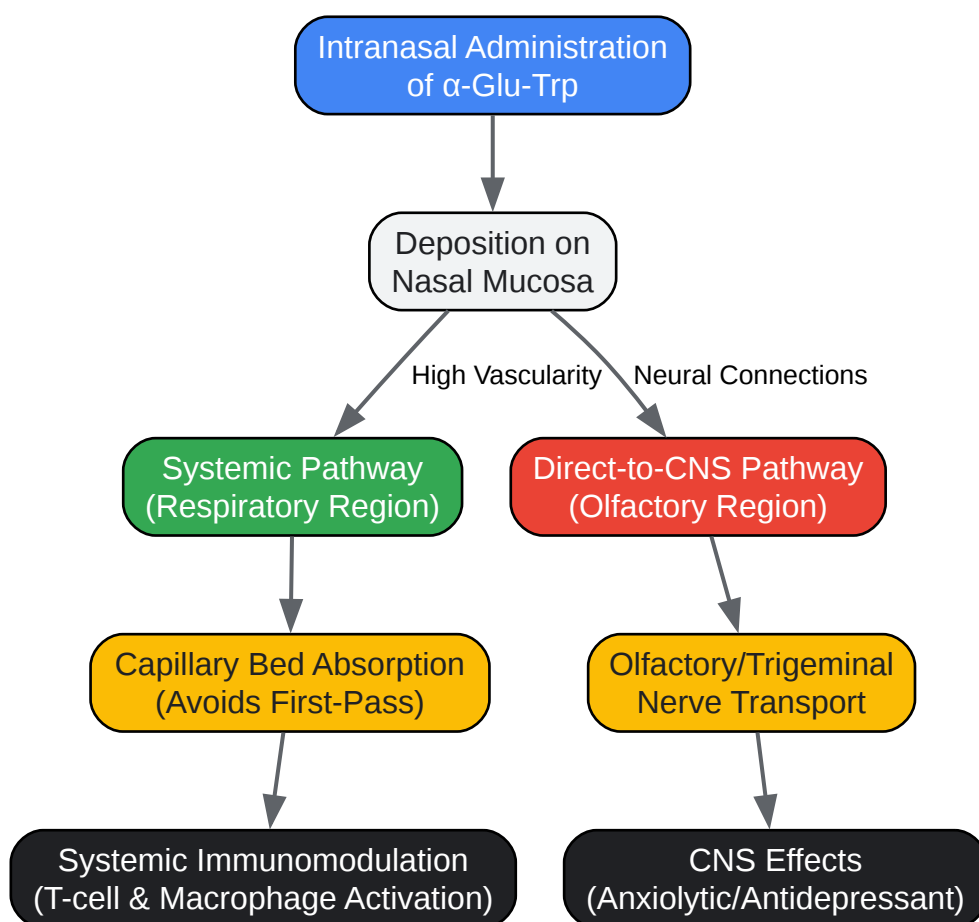 Intranasal Administration
of α-Glu-Trp
Deposition on
Nasal Mucosa
High Vascularity
Neural Connections
Systemic Pathway
(Respiratory Region)
Direct-to-CNS Pathway
(Olfactory Region)
Capillary Bed Absorption
(Avoids First-Pass)
Olfactory/Trigeminal
Nerve Transport
Systemic Immunomodulation
(T-cell & Macrophage Activation)
CNS Effects
(Anxiolytic/Antidepressant)